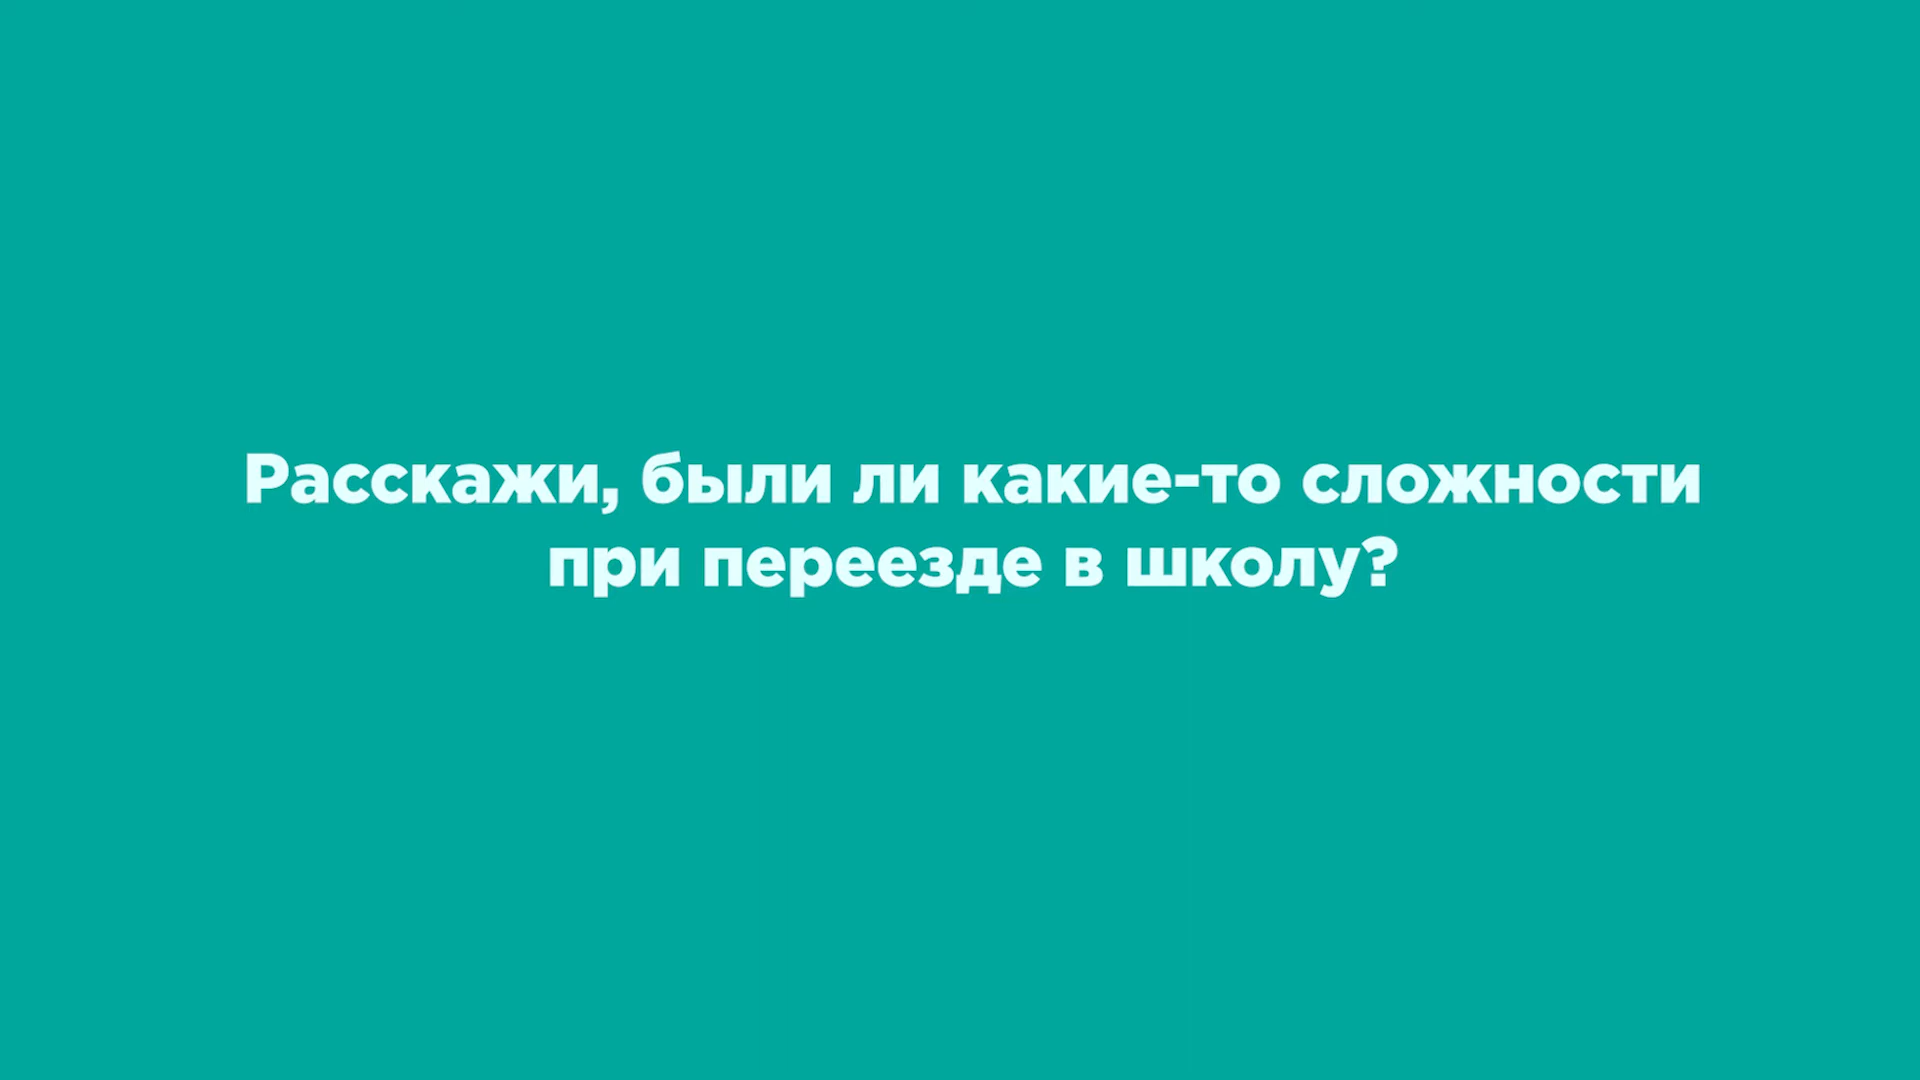 Расскажи, были ли какие-то сложности
при переезде в школу?